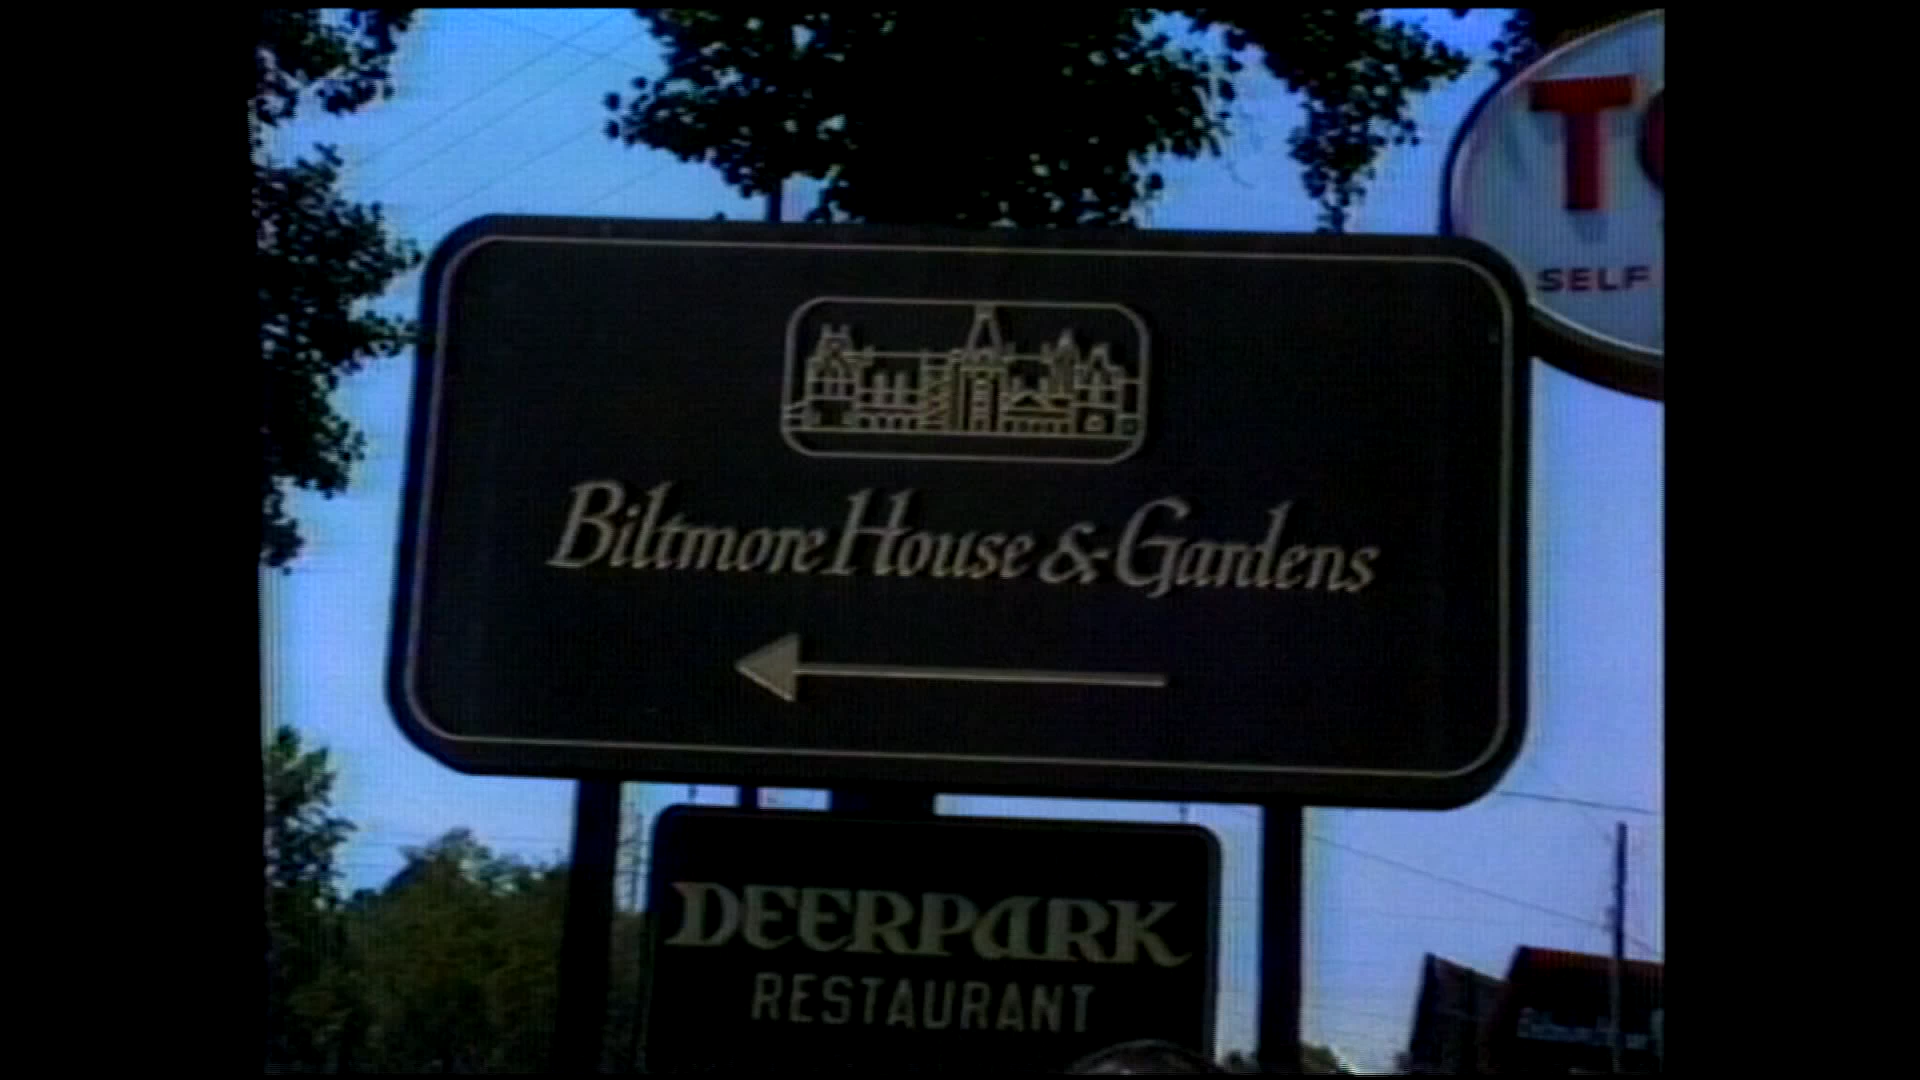 Biltmore House & Gardens
DEERPARK
RESTAURANT
T
SELF